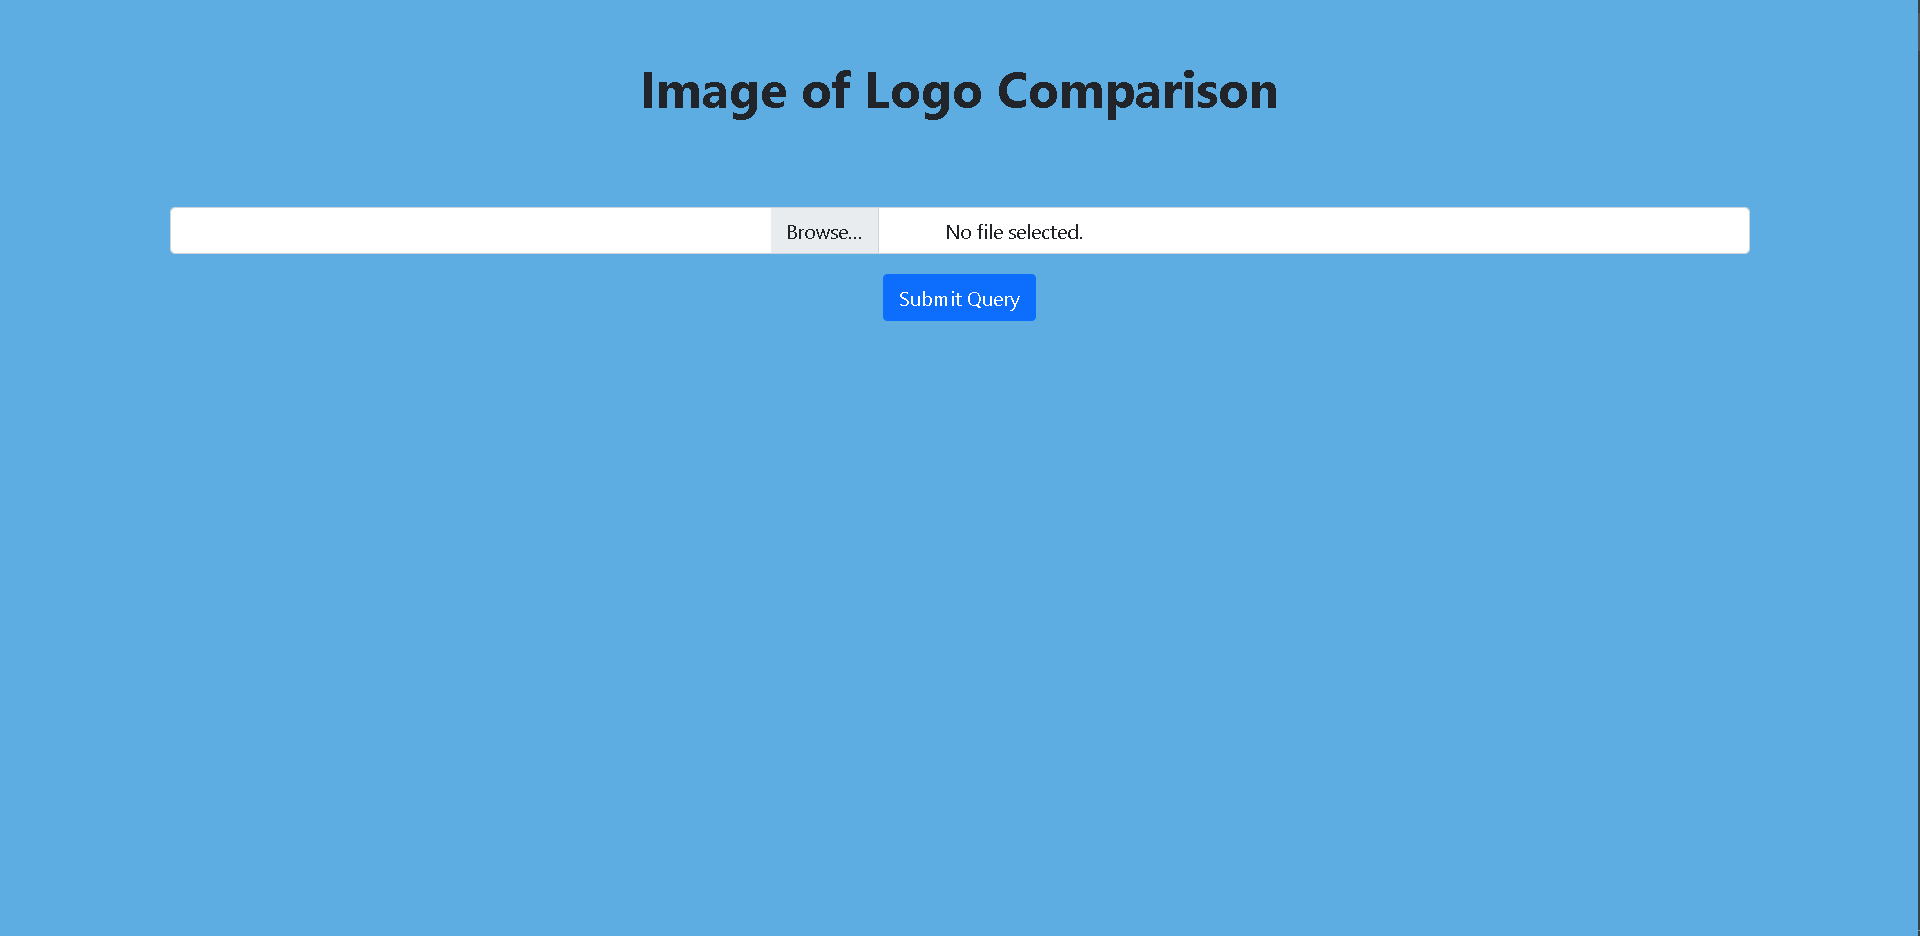 Image of Logo Comparison
Browse... No file selected.
Submit Query